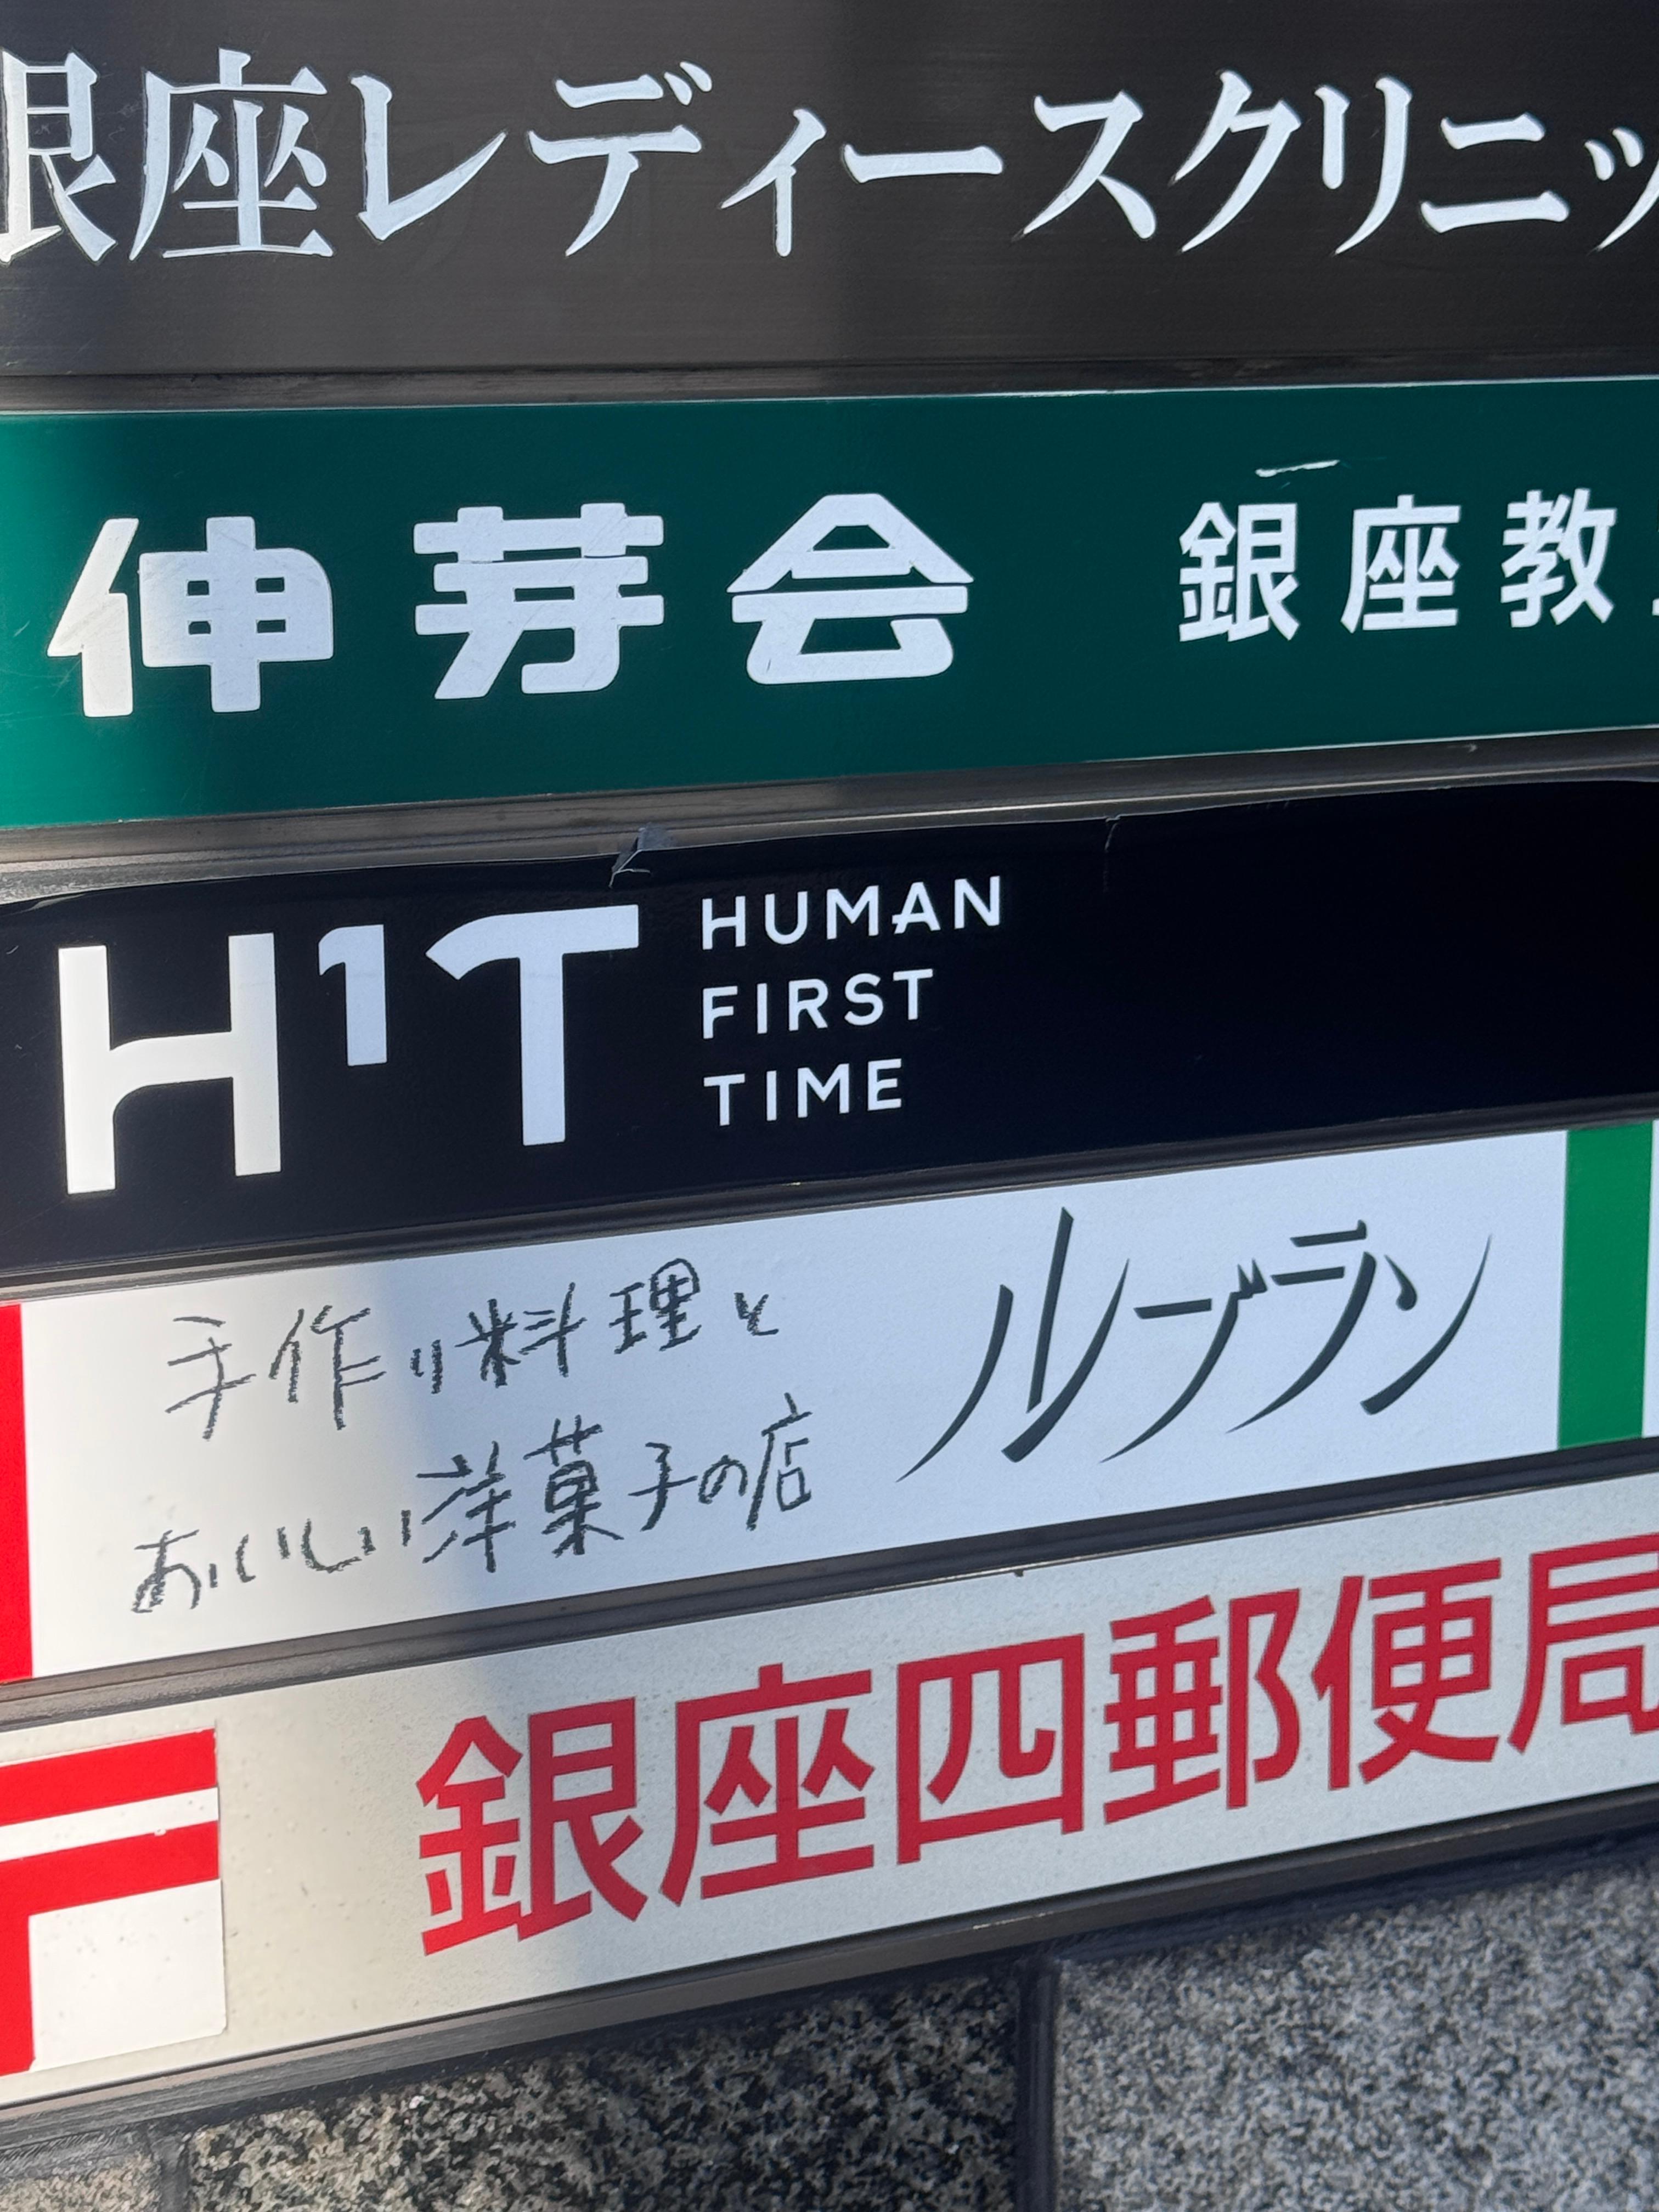 銀座レディースクリニッ
伸芽会 銀座教
H1T HUMAN
FIRST
TIME
手作り料理と
おいしい洋菓子の店
ルブラン
〒 銀座四郵便局